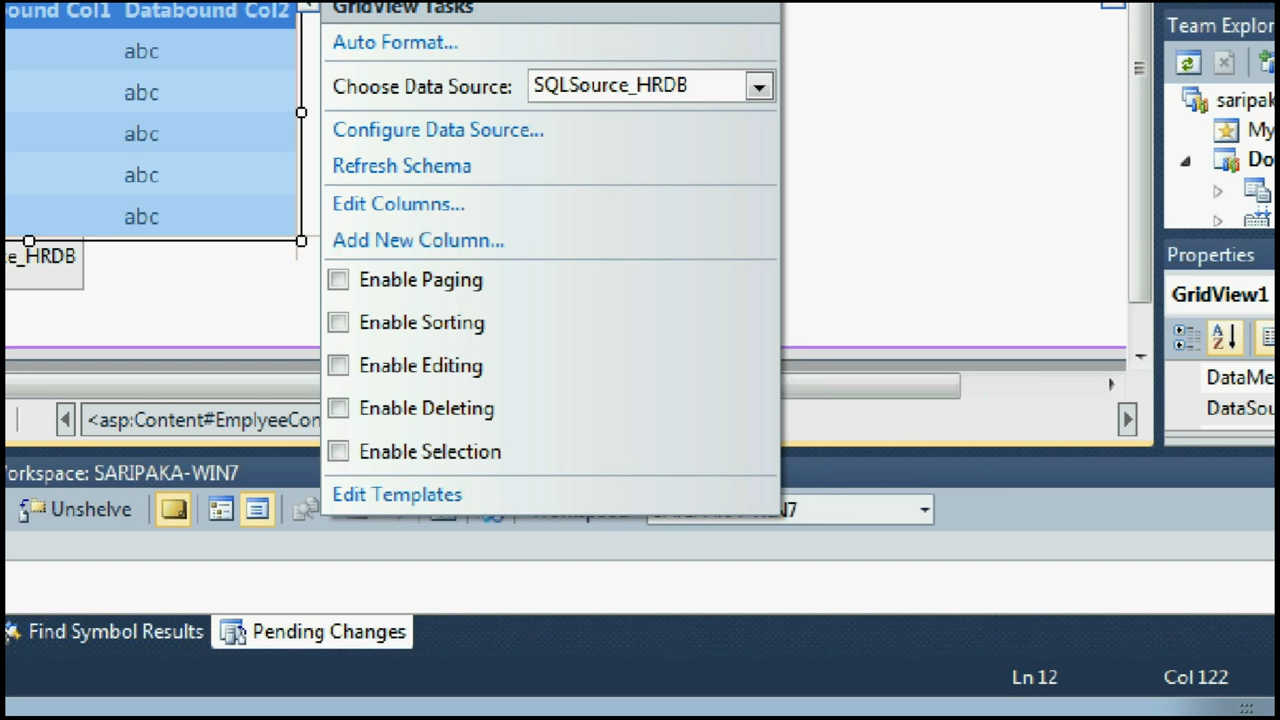 ound Col1 Databound Col2
abc
abc
abc
abc
abc
e_HRDB
GridView Tasks
Auto Format...
Choose Data Source: SQLSource_HRDB
Configure Data Source...
Refresh Schema
Edit Columns...
Add New Column...
Enable Paging
Enable Sorting
Enable Editing
Enable Deleting
Enable Selection
Edit Templates
Team Explor
saripak
My
Do
Properties
GridView1
DataMe
DataSou
<asp:Content#EmplyeeCon
orkspace: SARIPAKA-WIN7
Unshelve
Find Symbol Results Pending Changes
Ln 12 Col 122